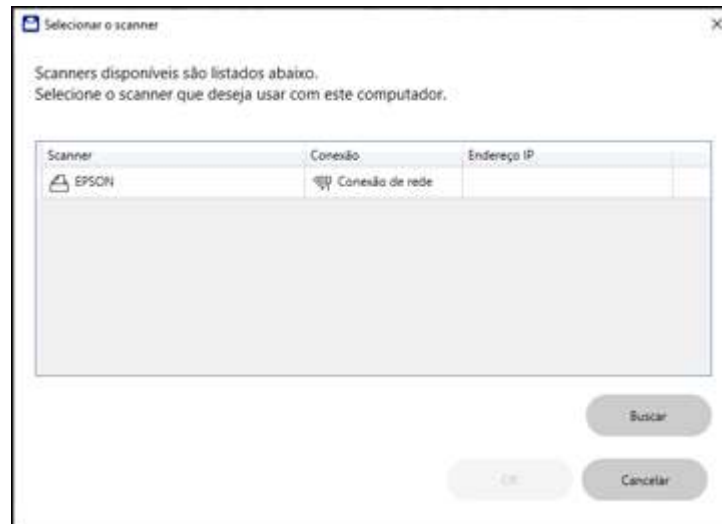 Selecionar o scanner
Scanners disponíveis são listados abaixo.
Selecione o scanner que deseja usar com este computador.
Scanner Conexão Endereço IP
EPSON Conexão de rede
Buscar
OK Cancelar